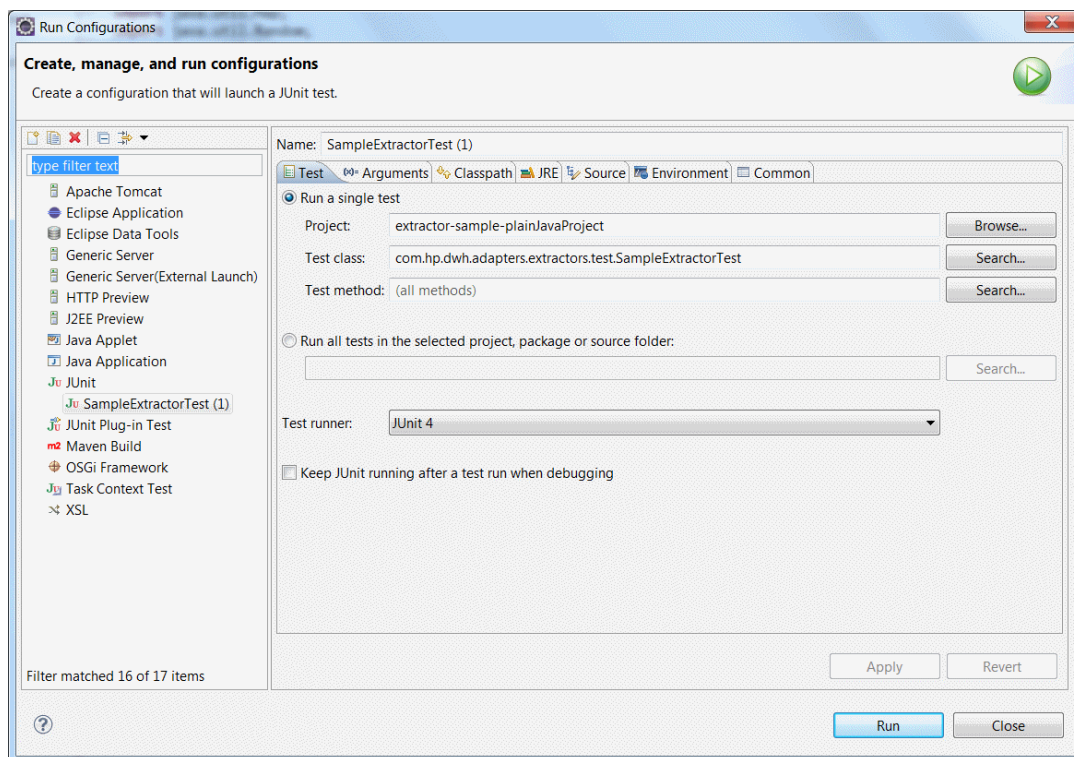 Run Configurations
Create, manage, and run configurations
Create a configuration that will launch a JUnit test.
type filter text
Apache Tomcat
Eclipse Application
Eclipse Data Tools
Generic Server
Generic Server(External Launch)
HTTP Preview
J2EE Preview
Java Applet
Java Application
Ju JUnit
Ju SampleExtractorTest (1)
JUnit Plug-in Test
m2 Maven Build
OSGi Framework
Task Context Test
XSL
Filter matched 16 of 17 items
Name: SampleExtractorTest (1)
Test (x)= Arguments Classpath JRE Source Environment Common
Run a single test
Project: extractor-sample-plainJavaProject Browse...
Test class: com.hp.dwh.adapters.extractors.test.SampleExtractorTest Search...
Test method: (all methods) Search...
Run all tests in the selected project, package or source folder:
Search...
Test runner: JUnit 4
Keep JUnit running after a test run when debugging
Apply Revert
? Run Close